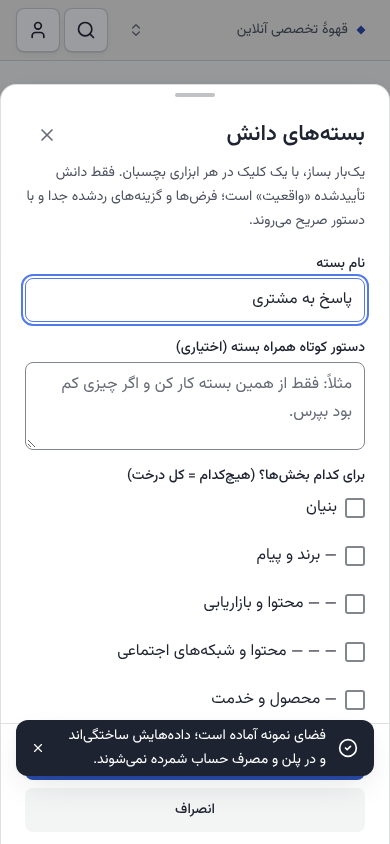 قهوهٔ تخصصی آنلاین
بسته‌های دانش
یک‌بار بساز، با یک کلیک در هر ابزاری بچسبان. فقط دانش
تأییدشده «واقعیت» است؛ فرض‌ها و گزینه‌های ردشده جدا و با
دستور صریح می‌روند.
نام بسته
پاسخ به مشتری
دستور کوتاه همراه بسته (اختیاری)
مثلاً: فقط از همین بسته کار کن و اگر چیزی کم
بود بپرس.
برای کدام بخش‌ها؟ (هیچ‌کدام = کل درخت)
بنیان
— برند و پیام
— — محتوا و بازاریابی
— — — محتوا و شبکه‌های اجتماعی
— محصول و خدمت
فضای نمونه آماده است؛ داده‌هایش ساختگی‌اند
و در پلن و مصرف حساب شمرده نمی‌شوند.
انصراف